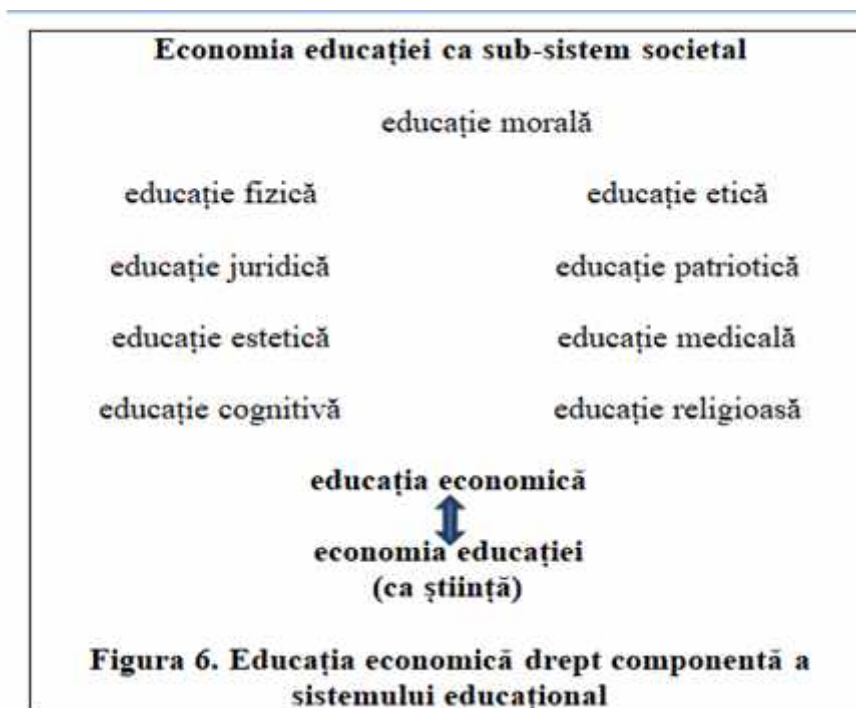 Economia educației ca sub-sistem societal
educație morală
educație fizică
educație etică
educație juridică
educație patriotică
educație estetică
educație medicală
educație cognitivă
educație religioasă
educația economică
economia educației
(ca știință)
Figura 6. Educația economică drept componentă a
sistemului educațional